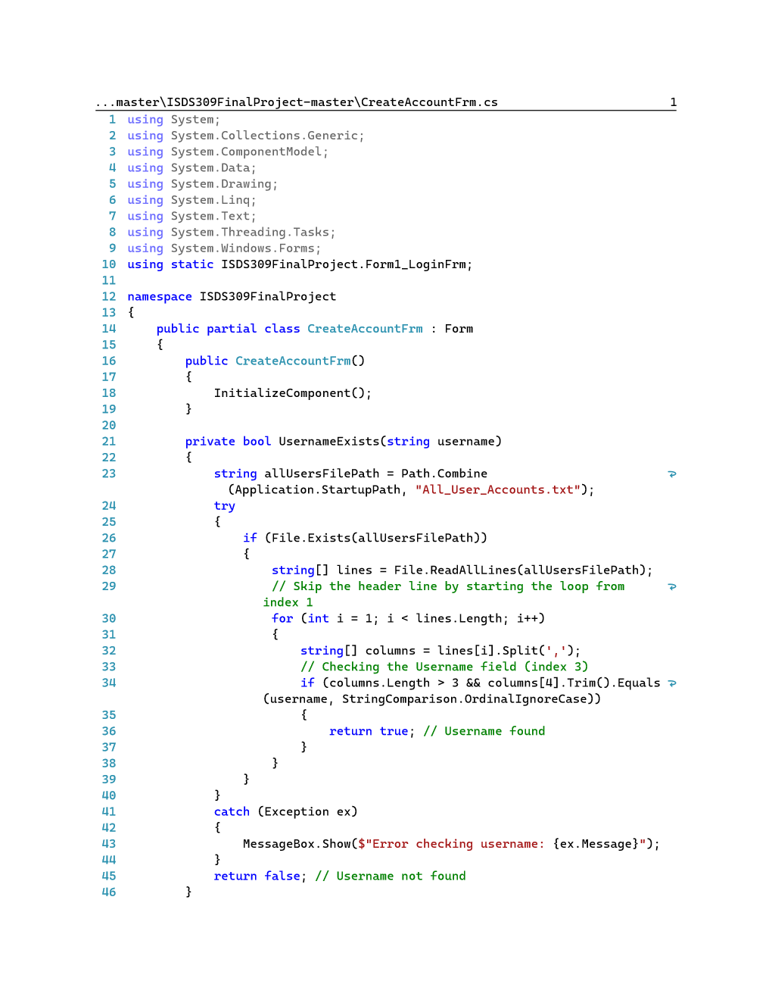 ...master\ISDS309FinalProject-master\CreateAccountFrm.cs 1
1 using System;
2 using System.Collections.Generic;
3 using System.ComponentModel;
4 using System.Data;
5 using System.Drawing;
6 using System.Linq;
7 using System.Text;
8 using System.Threading.Tasks;
9 using System.Windows.Forms;
10 using static ISDS309FinalProject.Form1_LoginFrm;
11
12 namespace ISDS309FinalProject
13 {
14     public partial class CreateAccountFrm : Form
15     {
16         public CreateAccountFrm()
17         {
18             InitializeComponent();
19         }
20
21         private bool UsernameExists(string username)
22         {
23             string allUsersFilePath = Path.Combine
(Application.StartupPath, "All_User_Accounts.txt");
24             try
25             {
26                 if (File.Exists(allUsersFilePath))
27                 {
28                     string[] lines = File.ReadAllLines(allUsersFilePath);
29                     // Skip the header line by starting the loop from
index 1
30                     for (int i = 1; i < lines.Length; i++)
31                     {
32                         string[] columns = lines[i].Split(',');
33                         // Checking the Username field (index 3)
34                         if (columns.Length > 3 && columns[4].Trim().Equals
(username, StringComparison.OrdinalIgnoreCase))
35                         {
36                             return true; // Username found
37                         }
38                     }
39                 }
40             }
41             catch (Exception ex)
42             {
43                 MessageBox.Show($"Error checking username: {ex.Message}");
44             }
45             return false; // Username not found
46         }